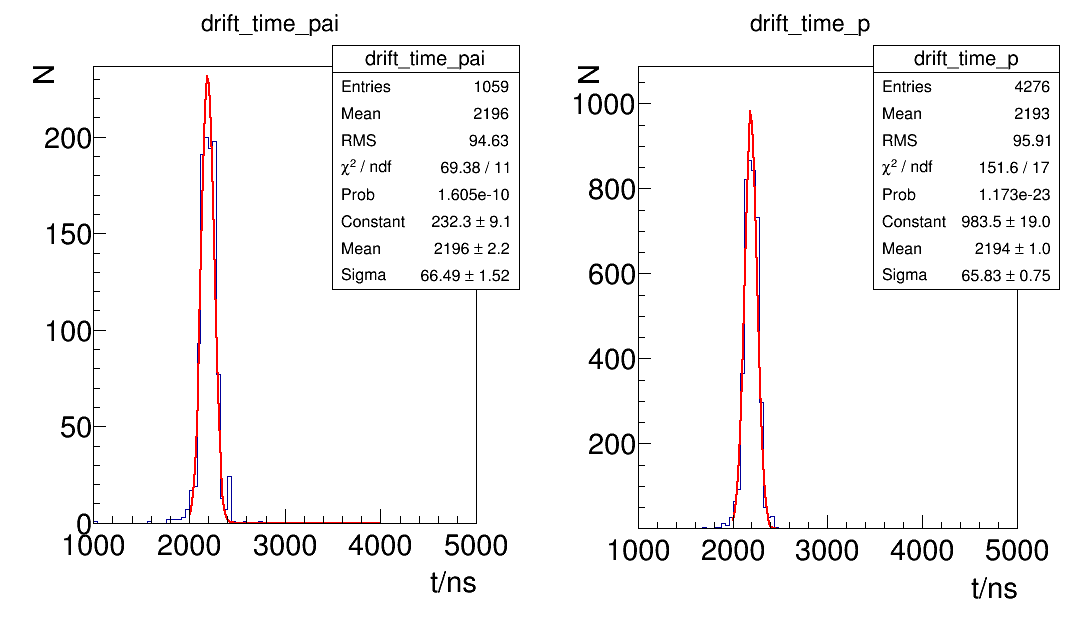 drift_time_pai
N
drift_time_pai
Entries 1059
Mean 2196
RMS 94.63
χ² / ndf 69.38 / 11
Prob 1.605e-10
Constant 232.3 ± 9.1
Mean 2196 ± 2.2
Sigma 66.49 ± 1.52
200
150
100
50
0
1000 2000 3000 4000 5000
t/ns
drift_time_p
N
drift_time_p
Entries 4276
Mean 2193
RMS 95.91
χ² / ndf 151.6 / 17
Prob 1.173e-23
Constant 983.5 ± 19.0
Mean 2194 ± 1.0
Sigma 65.83 ± 0.75
1000
800
600
400
200
1000 2000 3000 4000 5000
t/ns